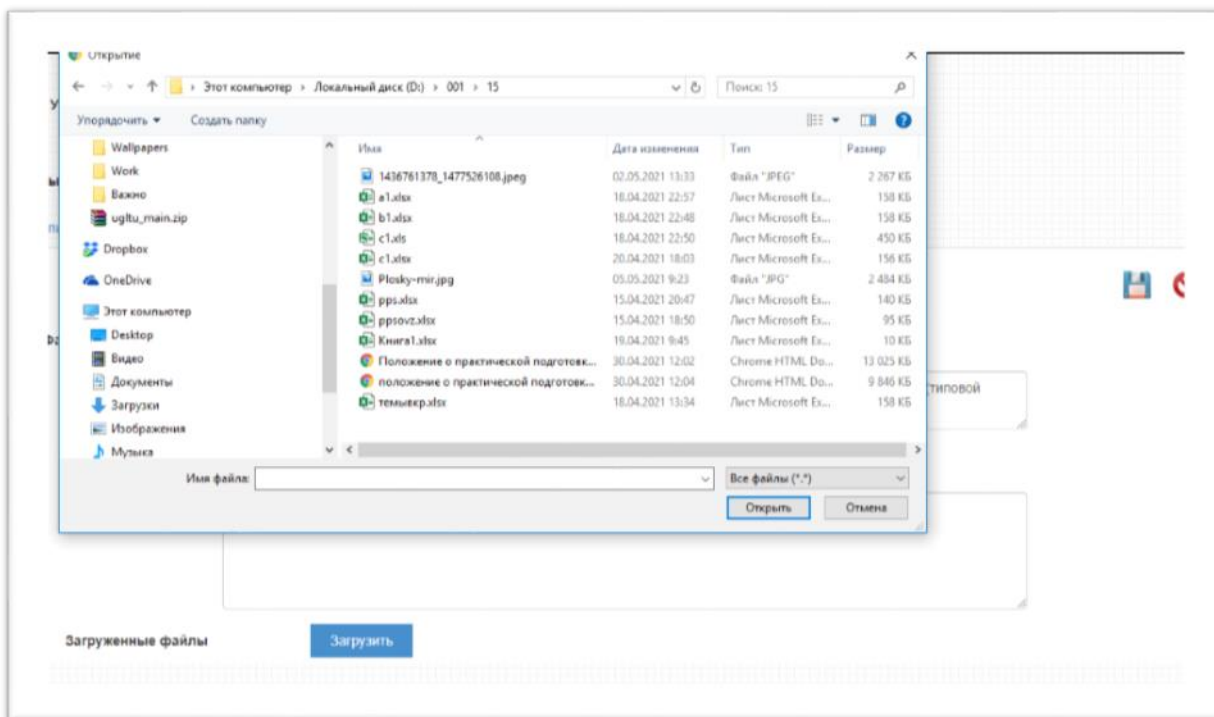 Открытие
Этот компьютер › Локальный диск (D:) › 001 › 15
Поиск: 15
Упорядочить
Создать папку
Wallpapers
Work
Важно
ugltu_main.zip
Dropbox
OneDrive
Этот компьютер
Desktop
Видео
Документы
Загрузки
Изображения
Музыка
Имя Дата изменения Тип Размер
1436761378_1477526108.jpeg 02.05.2021 13:33 Файл "JPEG" 2 267 КБ
a1.xlsx 18.04.2021 22:57 Лист Microsoft Ex... 158 КБ
b1.xlsx 18.04.2021 22:48 Лист Microsoft Ex... 158 КБ
c1.xls 18.04.2021 22:50 Лист Microsoft Ex... 450 КБ
c1.xlsx 20.04.2021 18:03 Лист Microsoft Ex... 156 КБ
Plosky-mir.jpg 05.05.2021 9:23 Файл "JPG" 2 484 КБ
pps.xlsx 15.04.2021 20:47 Лист Microsoft Ex... 140 КБ
ppsovz.xlsx 15.04.2021 18:50 Лист Microsoft Ex... 95 КБ
Книга1.xlsx 19.04.2021 9:45 Лист Microsoft Ex... 10 КБ
Положение о практической подготовк... 30.04.2021 12:02 Chrome HTML Do... 13 025 КБ
положение о практической подготовк... 30.04.2021 12:04 Chrome HTML Do... 9 846 КБ
темывкр.xlsx 18.04.2021 13:34 Лист Microsoft Ex... 158 КБ
типовой
Имя файла:
Все файлы (*.*)
Открыть
Отмена
Загруженные файлы
Загрузить